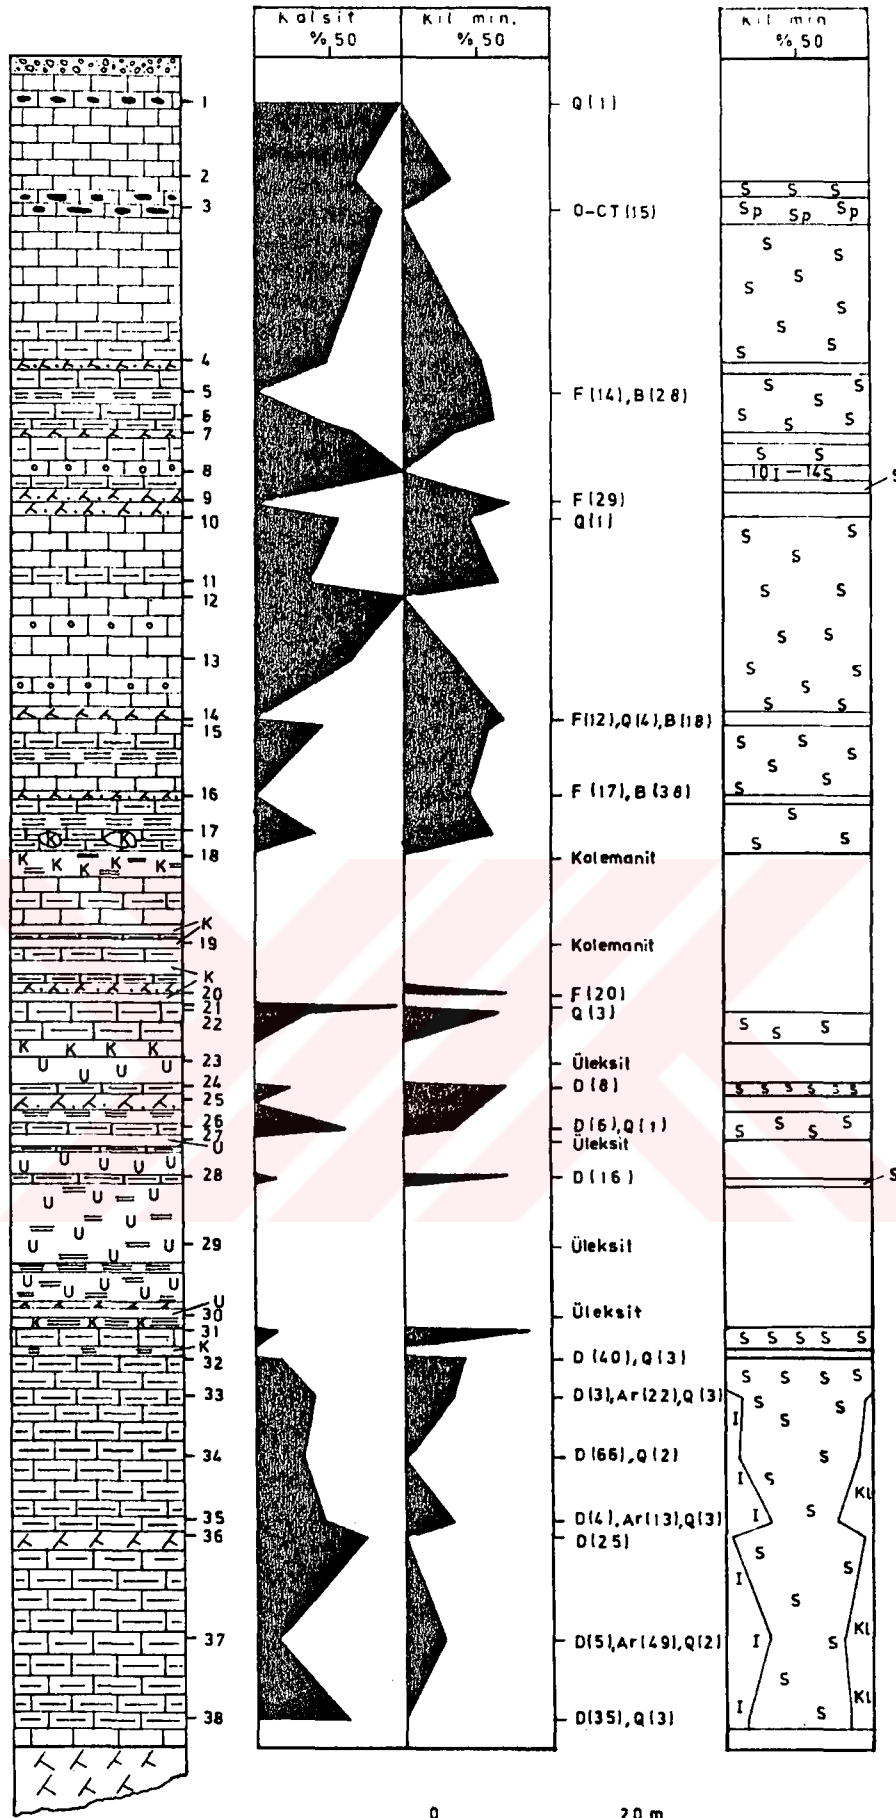 Kalsit Kil min. Kil min
% 50 % 50 % 50
1 Q(1)
2
S S S
3 O-CT(15) Sp Sp Sp
S
S
S
S
S
S
S S
4
5 F(14), B(28) S S
S
6 S S
7
S S
8 10I-14S
S
9 F(29)
10 Q(1)
S S
S
11 S S
12
S S
13 S S
S
S
14 F(12),Q(4),B(18)
15 S S S
S
S S
16 F(17), B(38)
S
17 S S
K K
18 Kolemanit
K K K K K
K
19 Kolemanit
K
20 F(20)
21 Q(3)
22 S S S
K K K K
23 Üleksit
U U U U
24 D(8) S S S S S S
25
26 D(6),Q(1) S S S S
27 Üleksit
U
U U U U
28 D(16) S
U U U U
U U
29 Üleksit
U U U
U U U U
U
30 Üleksit
K K K
31 S S S S S
K
32 D(40),Q(3)
S S S S
33 D(3),Ar(22),Q(3) S S
I S
34 D(66),Q(2) S
I S Kl
35 D(4),Ar(13),Q(3) I S
36 D(25)
S
I S
S
37 D(5),Ar(49),Q(2) I S Kl
S
I S Kl
38 D(35),Q(3)
0 20 m